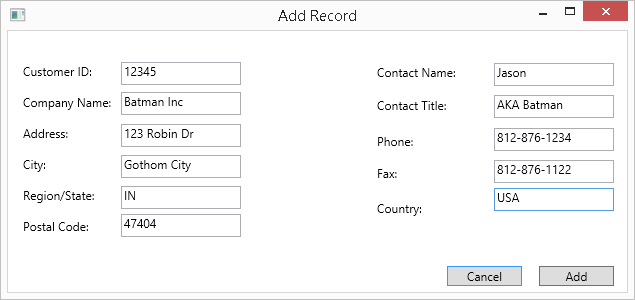 Add Record
Customer ID: 12345
Company Name: Batman Inc
Address: 123 Robin Dr
City: Gothom City
Region/State: IN
Postal Code: 47404
Contact Name: Jason
Contact Title: AKA Batman
Phone: 812-876-1234
Fax: 812-876-1122
Country: USA
Cancel Add